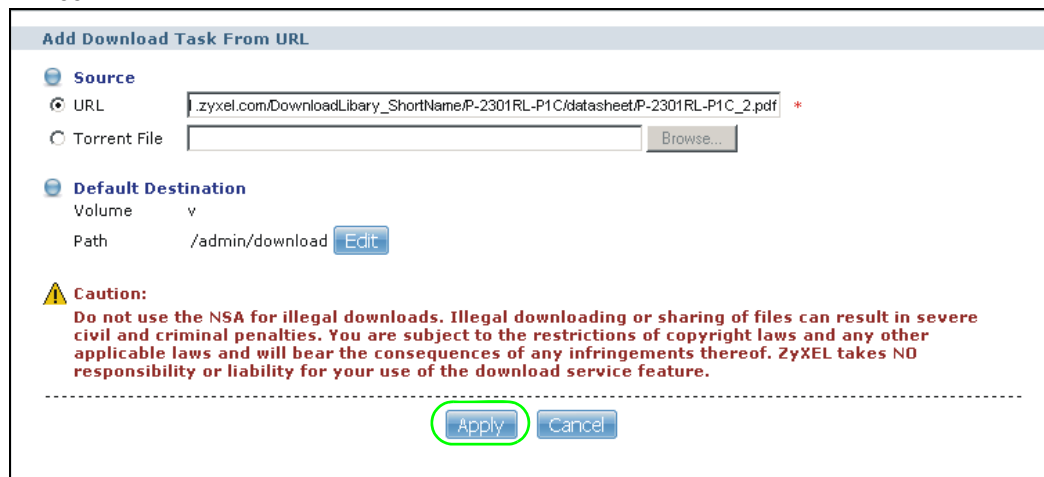 Add Download Task From URL
Source
URL .zyxel.com/DownloadLibary_ShortName/P-2301RL-P1C/datasheet/P-2301RL-P1C_2.pdf *
Torrent File Browse...
Default Destination
Volume v
Path /admin/download Edit
Caution:
Do not use the NSA for illegal downloads. Illegal downloading or sharing of files can result in severe
civil and criminal penalties. You are subject to the restrictions of copyright laws and any other
applicable laws and will bear the consequences of any infringements thereof. ZyXEL takes NO
responsibility or liability for your use of the download service feature.
Apply Cancel